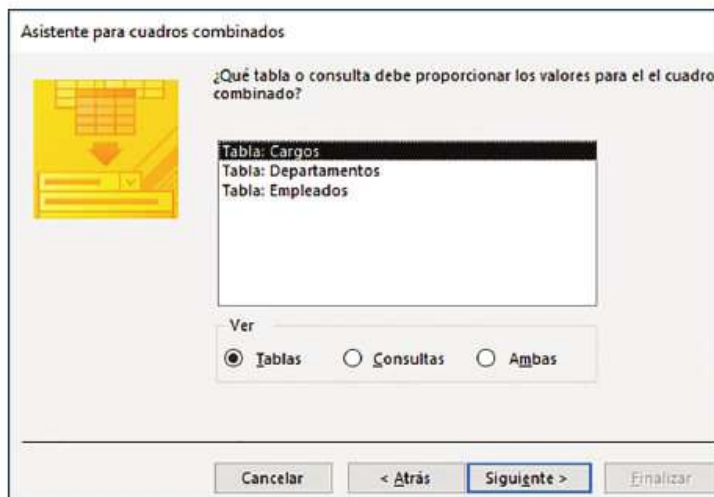 Asistente para cuadros combinados
¿Qué tabla o consulta debe proporcionar los valores para el el cuadro
combinado?
Tabla: Cargos
Tabla: Departamentos
Tabla: Empleados
Ver
Tablas
Consultas
Ambas
Cancelar
< Atrás
Siguiente >
Finalizar